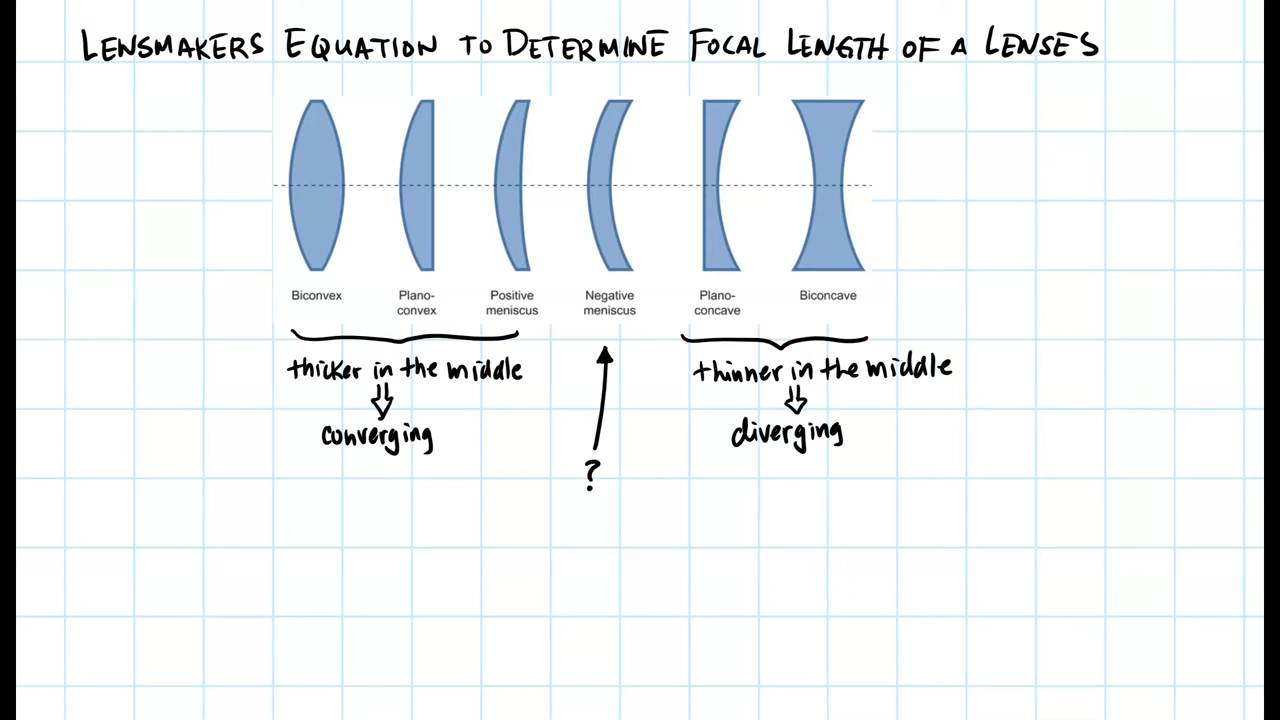 LENSMAKERS EQUATION TO DETERMINE FOCAL LENGTH OF A LENSES
Biconvex
Plano-
convex
Positive
meniscus
Negative
meniscus
Plano-
concave
Biconcave
thicker in the middle
converging
?
thinner in the middle
diverging